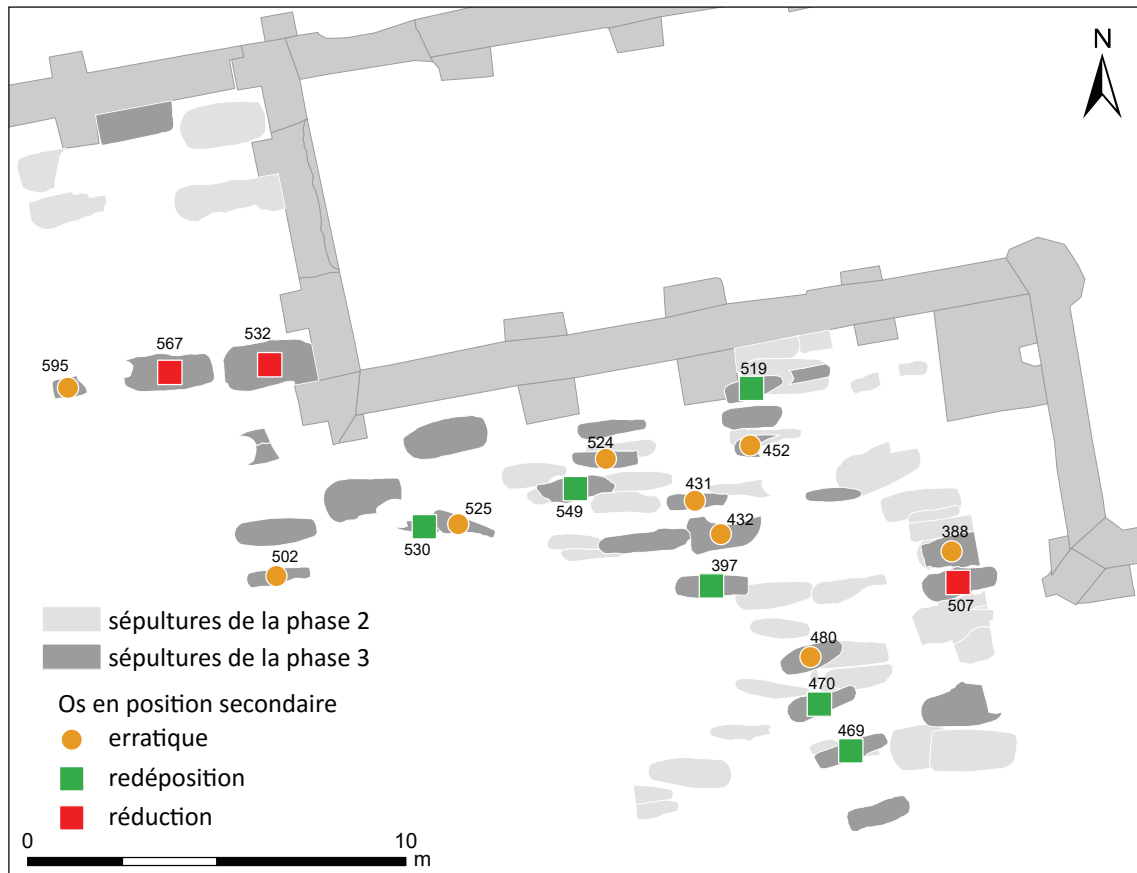 N
532
567
595
519
524
452
431
549
525
432
530
388
502
397
507
480
470
469
sépultures de la phase 2
sépultures de la phase 3
Os en position secondaire
erratique
redéposition
réduction
0 10
m